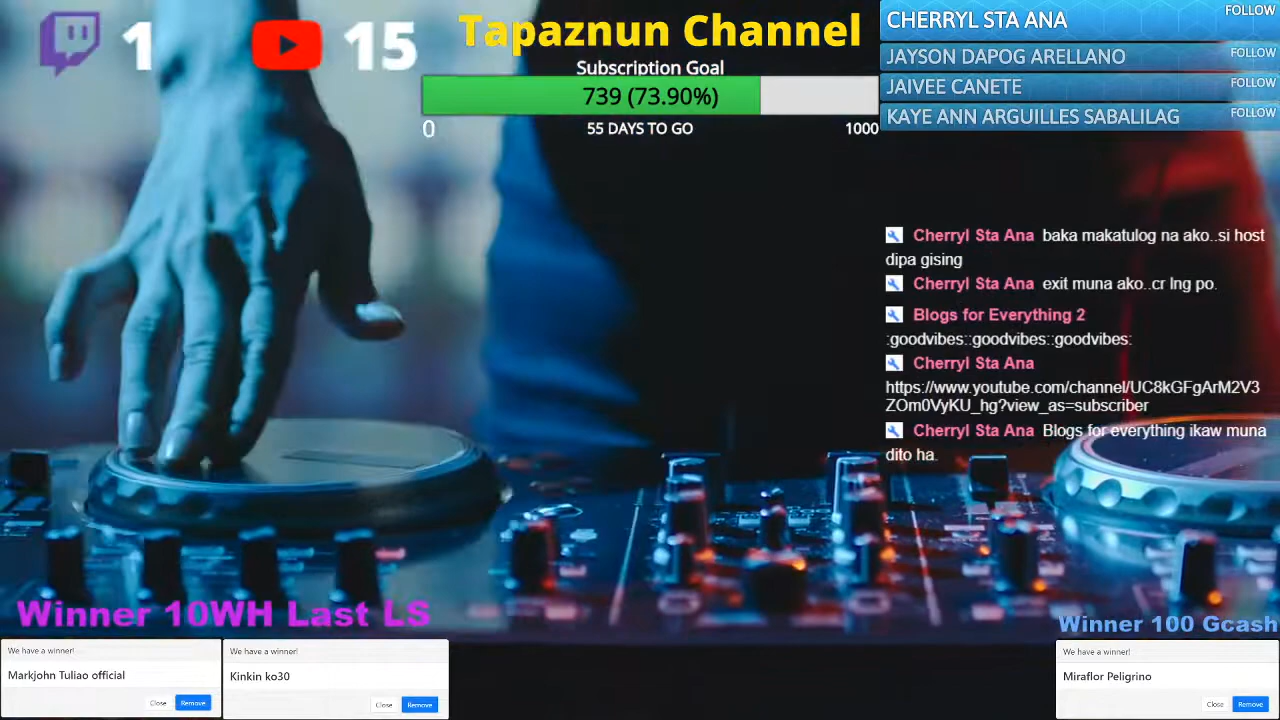 1
15
Tapaznun Channel
Subscription Goal
739 (73.90%)
0
55 DAYS TO GO
1000
CHERRYL STA ANA
FOLLOW
JAYSON DAPOG ARELLANO
FOLLOW
JAIVEE CANETE
FOLLOW
KAYE ANN ARGUILLES SABALILAG
FOLLOW
Cherryl Sta Ana baka makatulog na ako..si host
dipa gising
Cherryl Sta Ana exit muna ako..cr lng po.
Blogs for Everything 2
:goodvibes::goodvibes::goodvibes:
Cherryl Sta Ana
https://www.youtube.com/channel/UC8kGFgArM2V3
ZOm0VyKU_hg?view_as=subscriber
Cherryl Sta Ana Blogs for everything ikaw muna
dito ha.
Winner 10WH Last LS
We have a winner!
Markjohn Tuliao official
Close Remove
We have a winner!
Kinkin ko30
Close Remove
Winner 100 Gcash
We have a winner!
Miraflor Peligrino
Close Remove